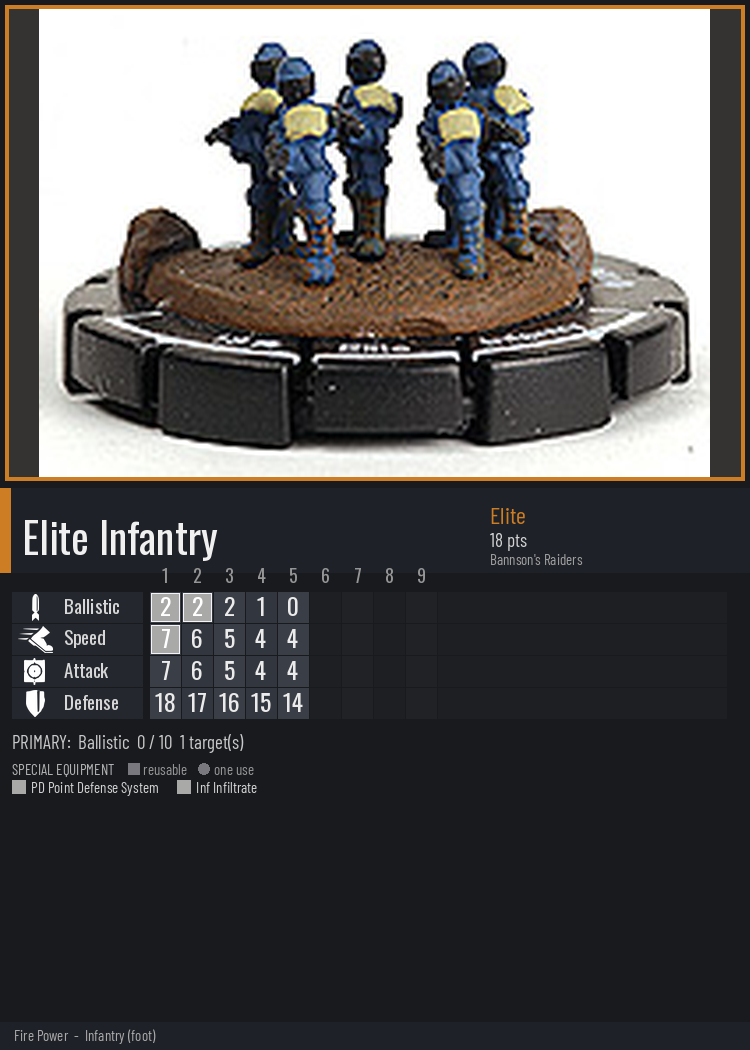 Elite Infantry
Elite
18 pts
Bannson's Raiders
1 2 3 4 5 6 7 8 9
Ballistic 2 2 2 1 0
Speed 7 6 5 4 4
Attack 7 6 5 4 4
Defense 18 17 16 15 14
PRIMARY: Ballistic 0 / 10 1 target(s)
SPECIAL EQUIPMENT reusable one use
PD Point Defense System Inf Infiltrate
Fire Power - Infantry (foot)